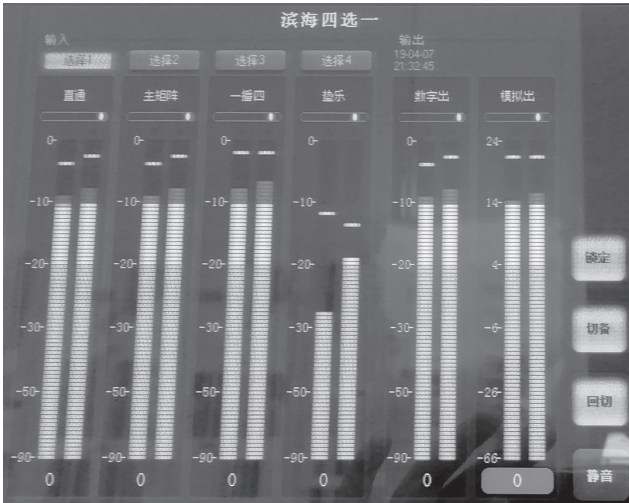 滨海四选一
输入
输出
19-04-07
21:32:45
选择1 选择2 选择3 选择4
直通 主矩阵 一播四 垫乐 数字出 模拟出
0 0 0 0 0 24
-10 -10 -10 -10 -10 14
-20 -20 -20 -20 -20 4
-30 -30 -30 -30 -30 -6
-50 -50 -50 -50 -50 -26
-90 -90 -90 -90 -90 -66
0 0 0 0 0 0
锁定
切备
回切
静音